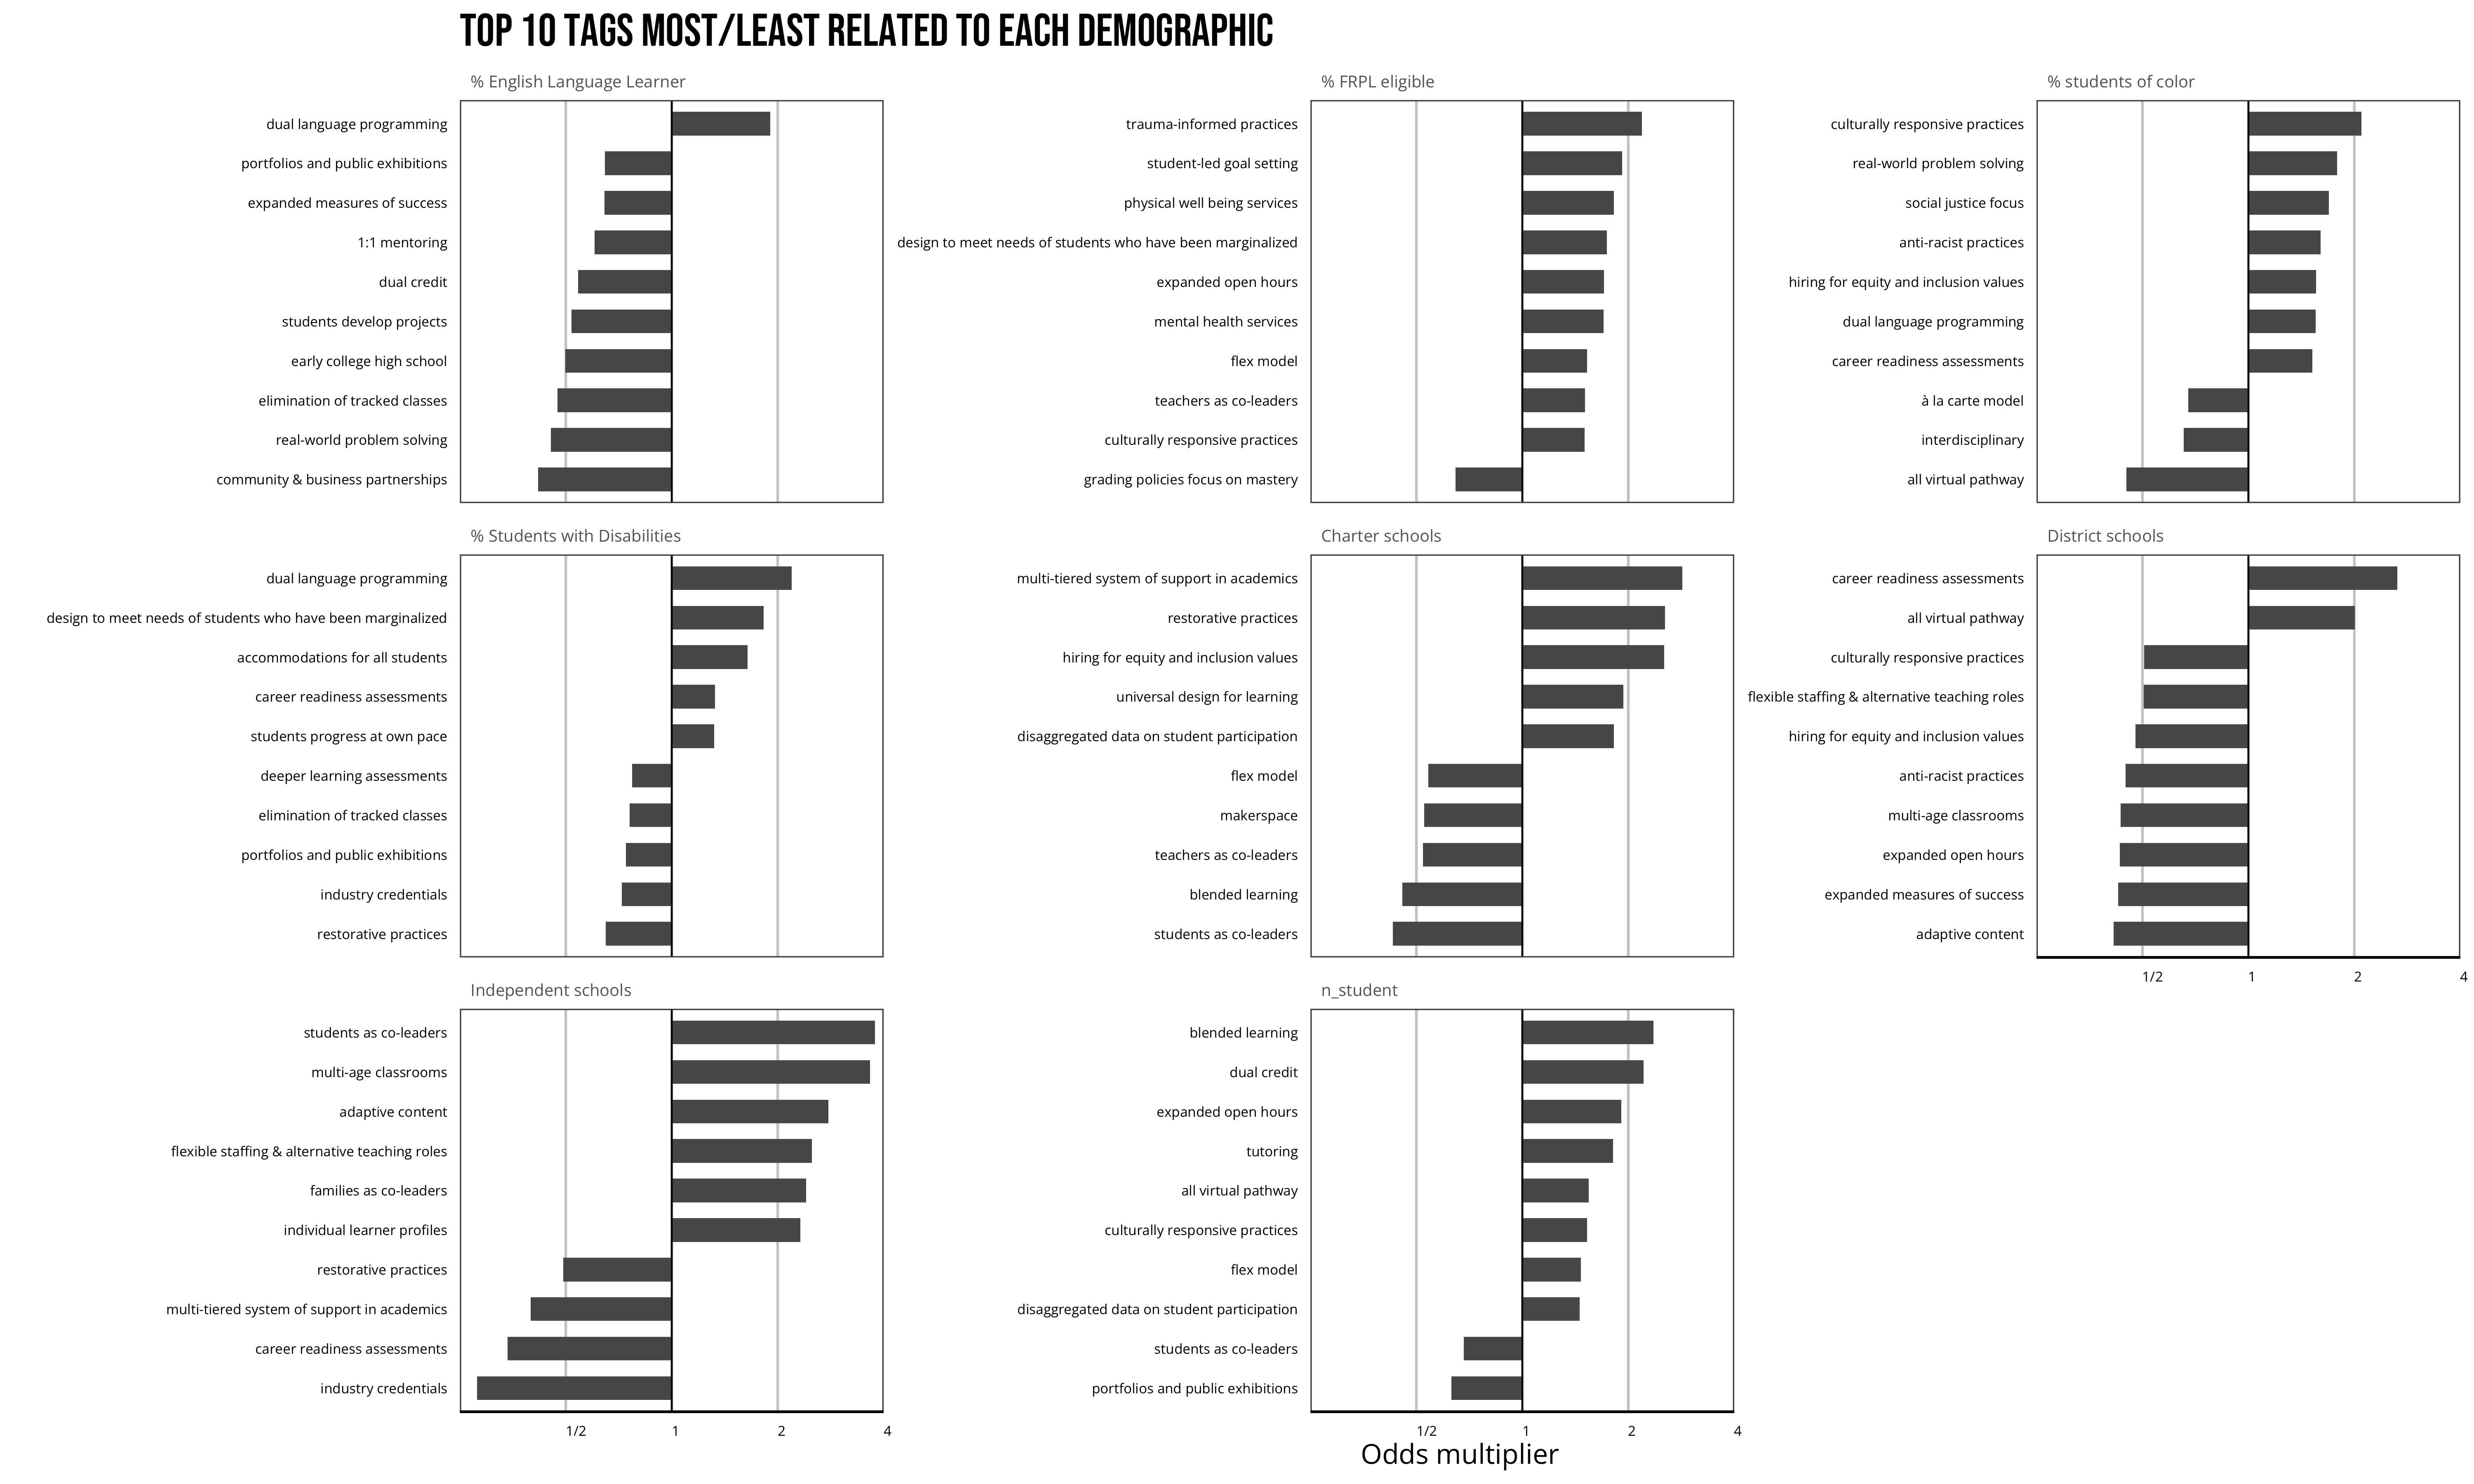 TOP 10 TAGS MOST/LEAST RELATED TO EACH DEMOGRAPHIC
% English Language Learner
dual language programming
portfolios and public exhibitions
expanded measures of success
1:1 mentoring
dual credit
students develop projects
early college high school
elimination of tracked classes
real-world problem solving
community & business partnerships
% FRPL eligible
trauma-informed practices
student-led goal setting
physical well being services
design to meet needs of students who have been marginalized
expanded open hours
mental health services
flex model
teachers as co-leaders
culturally responsive practices
grading policies focus on mastery
% students of color
culturally responsive practices
real-world problem solving
social justice focus
anti-racist practices
hiring for equity and inclusion values
dual language programming
career readiness assessments
à la carte model
interdisciplinary
all virtual pathway
% Students with Disabilities
dual language programming
design to meet needs of students who have been marginalized
accommodations for all students
career readiness assessments
students progress at own pace
deeper learning assessments
elimination of tracked classes
portfolios and public exhibitions
industry credentials
restorative practices
Charter schools
multi-tiered system of support in academics
restorative practices
hiring for equity and inclusion values
universal design for learning
disaggregated data on student participation
flex model
makerspace
teachers as co-leaders
blended learning
students as co-leaders
District schools
career readiness assessments
all virtual pathway
culturally responsive practices
flexible staffing & alternative teaching roles
hiring for equity and inclusion values
anti-racist practices
multi-age classrooms
expanded open hours
expanded measures of success
adaptive content
1/2 1 2 4
Independent schools
students as co-leaders
multi-age classrooms
adaptive content
flexible staffing & alternative teaching roles
families as co-leaders
individual learner profiles
restorative practices
multi-tiered system of support in academics
career readiness assessments
industry credentials
1/2 1 2 4
n_student
blended learning
dual credit
expanded open hours
tutoring
all virtual pathway
culturally responsive practices
flex model
disaggregated data on student participation
students as co-leaders
portfolios and public exhibitions
1/2 1 2 4
Odds multiplier